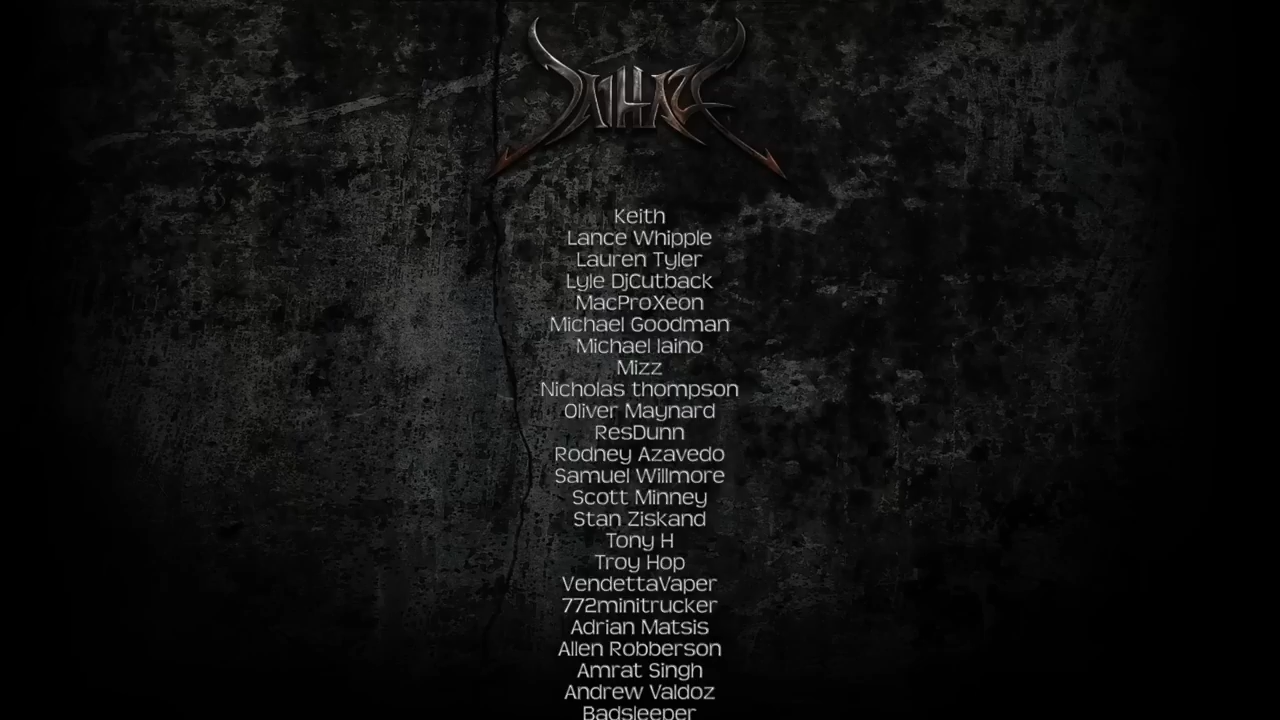 Keith
Lance Whipple
Lauren Tyler
Lyle DjCutback
MacProXeon
Michael Goodman
Michael Iaino
Mizz
Nicholas thompson
Oliver Maynard
ResDunn
Rodney Azavedo
Samuel Willmore
Scott Minney
Stan Ziskand
Tony H
Troy Hop
VendettaVaper
772minitrucker
Adrian Matsis
Allen Robberson
Amrat Singh
Andrew Valdoz
Badsleeper